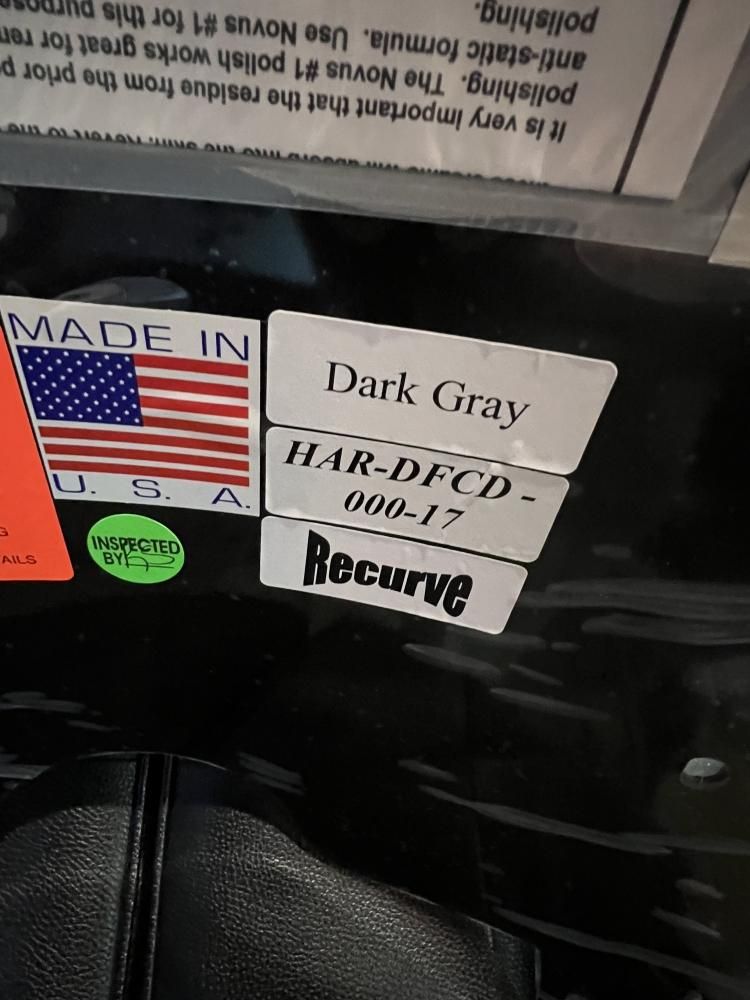 It is very important that the residue from the prior
polishing. The Novus #1 polish works great for
anti-static formula. Use Novus #1 for this
polishing.
MADE IN
U. S. A.
Dark Gray
HAR-DFCD -
000-17
Recurve
INSPECTED
BY
AILS